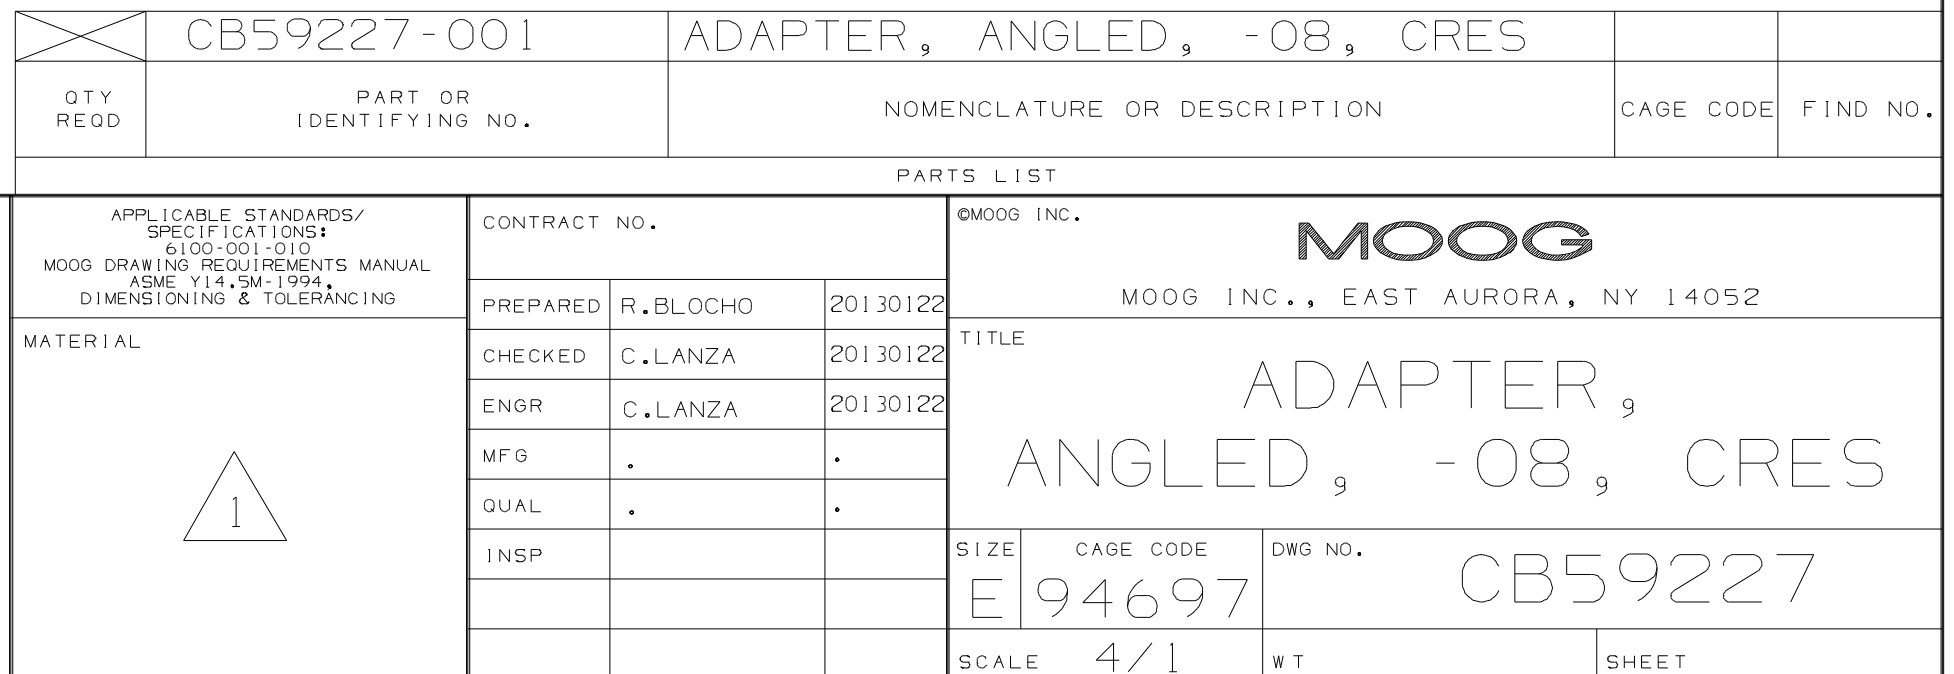 CB59227-001 ADAPTER, ANGLED, -08, CRES
QTY REQD
PART OR IDENTIFYING NO.
NOMENCLATURE OR DESCRIPTION
CAGE CODE
FIND NO.
PARTS LIST
APPLICABLE STANDARDS/
SPECIFICATIONS:
6100-001-010
MOOG DRAWING REQUIREMENTS MANUAL
ASME Y14.5M-1994,
DIMENSIONING & TOLERANCING
MATERIAL
1
CONTRACT NO.
PREPARED R.BLOCHO 20130122
CHECKED C.LANZA 20130122
ENGR C.LANZA 20130122
MFG . .
QUAL . .
INSP
©MOOG INC.
MOOG
MOOG INC., EAST AURORA, NY 14052
TITLE
ADAPTER,
ANGLED, -08, CRES
SIZE
E
CAGE CODE
94697
DWG NO.
CB59227
SCALE 4/1
WT
SHEET